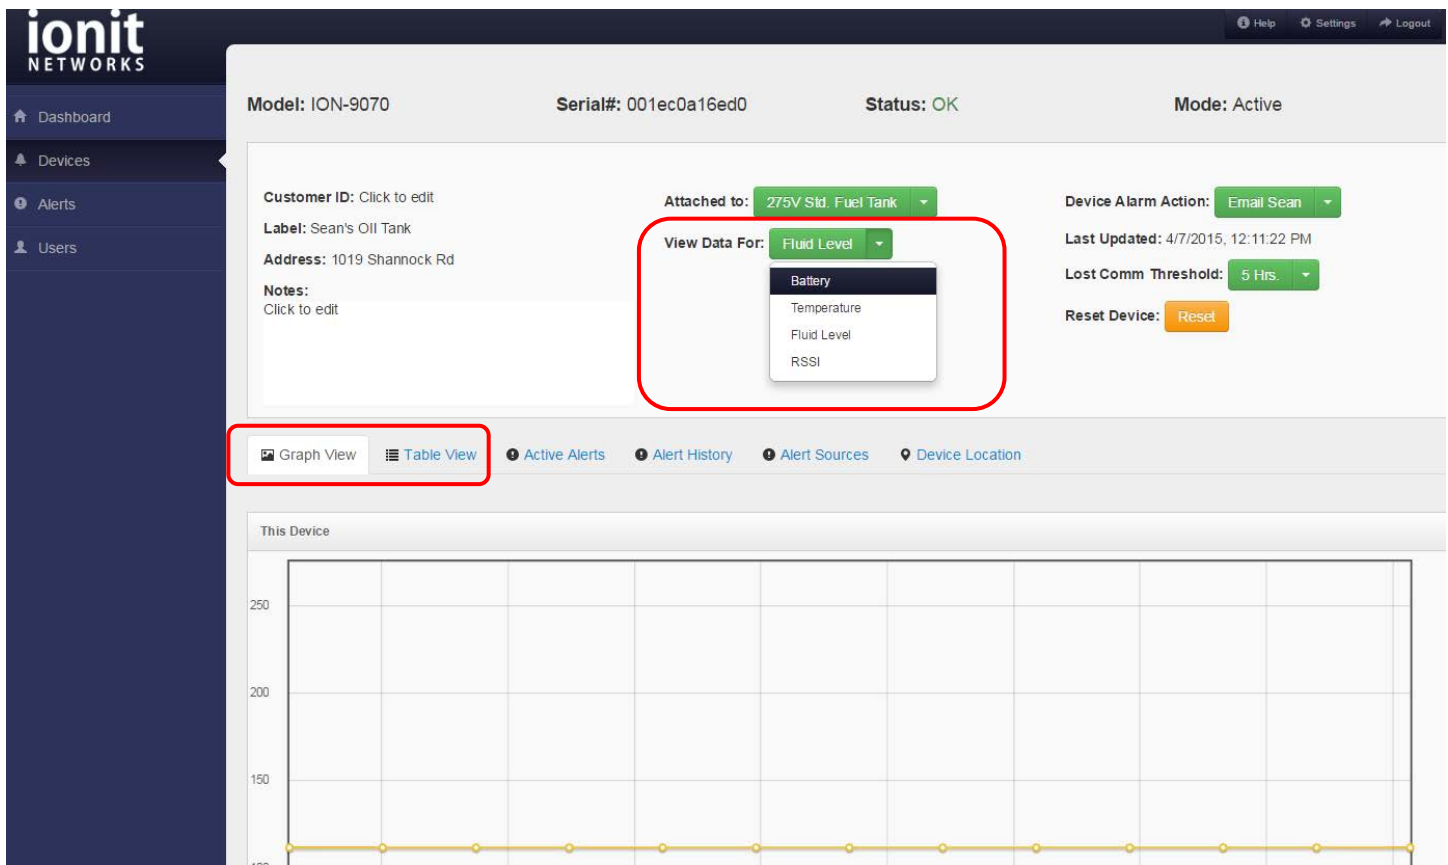 ionit
NETWORKS
Help Settings Logout
Dashboard
Devices
Alerts
Users
Model: ION-9070 Serial#: 001ec0a16ed0 Status: OK Mode: Active
Customer ID: Click to edit
Label: Sean's OIl Tank
Address: 1019 Shannock Rd
Notes:
Click to edit
Attached to: 275V Std. Fuel Tank
View Data For: Fluid Level
Battery
Temperature
Fluid Level
RSSI
Device Alarm Action: Email Sean
Last Updated: 4/7/2015, 12:11:22 PM
Lost Comm Threshold: 5 Hrs.
Reset Device: Reset
Graph View Table View Active Alerts Alert History Alert Sources Device Location
This Device
250
200
150